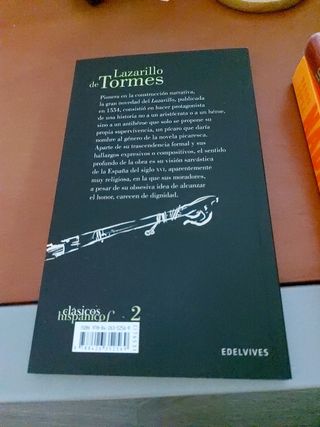 Lazarillo
de Tormes
Pionera en la construcción narrativa,
la gran novedad del Lazarillo, publicada
en 1554, consistió en hacer protagonista
de una historia no a un aristócrata o a un héroe,
sino a un antihéroe que solo se propone su
propia supervivencia, un pícaro que daría
nombre al género de la novela picaresca.
Aparte de su trascendencia formal y sus
hallazgos expresivos o compositivos, el sentido
profundo de la obra es su visión sarcástica
de la España del siglo XVI, aparentemente
muy religiosa, en la que sus moradores,
a pesar de su obsesiva idea de alcanzar
el honor, carecen de dignidad.
clásicos
hispánicos 2
EDELVIVES